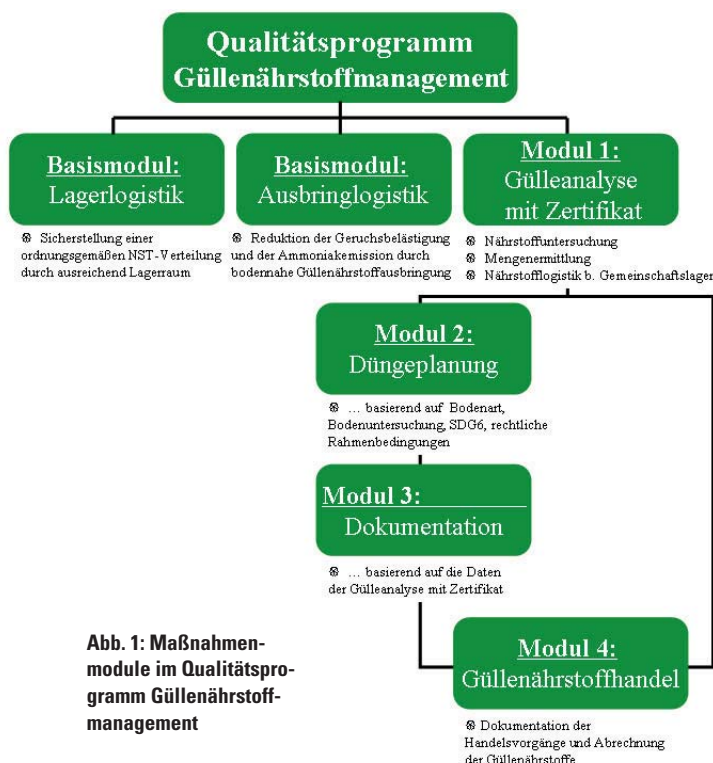 Qualitätsprogramm
Güllenährstoffmanagement
Basismodul:
Lagerlogistik
Basismodul:
Ausbringlogistik
Modul 1:
Gülleanalyse
mit Zertifikat
Sicherstellung einer
ordnungsgemäßen NST-Verteilung
durch ausreichend Lagerraum
Reduktion der Geruchsbelästigung
und der Ammoniakemission durch
bodennahe Güllenährstoffausbringung
Nährstoffuntersuchung
Mengenermittlung
Nährstofflogistik b. Gemeinschaftslager
Modul 2:
Düngeplanung
... basierend auf Bodenart,
Bodenuntersuchung, SDG6, rechtliche
Rahmenbedingungen
Modul 3:
Dokumentation
... basierend auf die Daten
der Gülleanalyse mit Zertifikat
Modul 4:
Güllenährstoffhandel
Dokumentation der
Handelsvorgänge und Abrechnung
der Güllenährstoffe
Abb. 1: Maßnahmen-
module im Qualitätspro-
gramm Güllenährstoff-
management